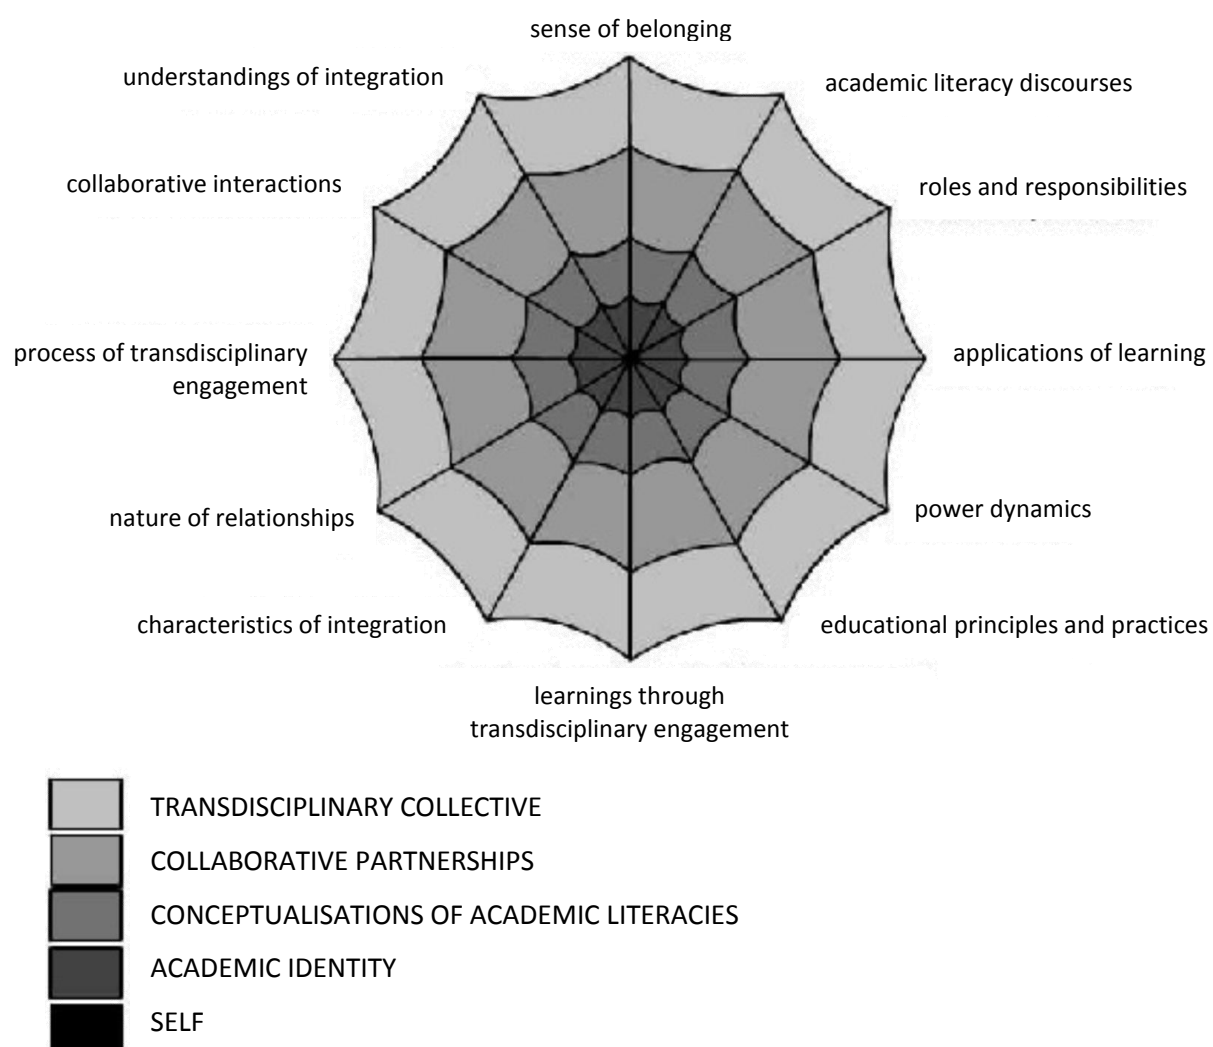 sense of belonging
understandings of integration
academic literacy discourses
collaborative interactions
roles and responsibilities
process of transdisciplinary
engagement
applications of learning
nature of relationships
power dynamics
characteristics of integration
educational principles and practices
learnings through
transdisciplinary engagement
TRANSDISCIPLINARY COLLECTIVE
COLLABORATIVE PARTNERSHIPS
CONCEPTUALISATIONS OF ACADEMIC LITERACIES
ACADEMIC IDENTITY
SELF